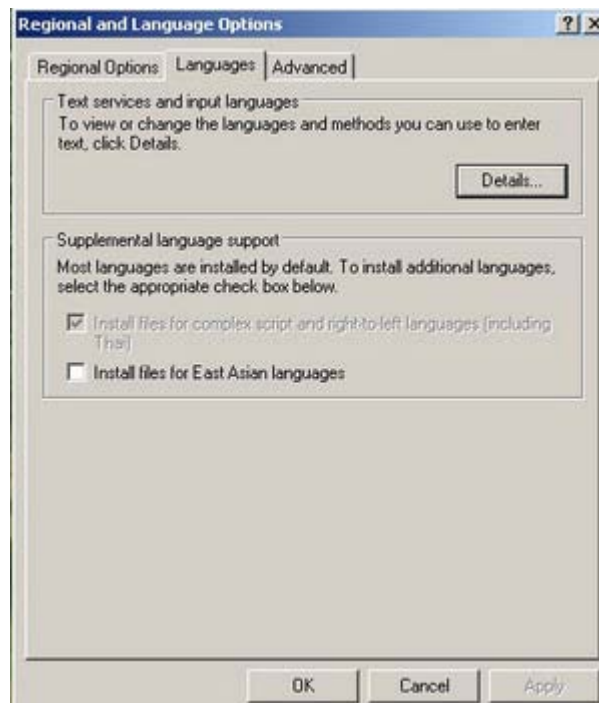 Regional and Language Options
Regional Options Languages Advanced
Text services and input languages
To view or change the languages and methods you can use to enter
text, click Details.
Details...
Supplemental language support
Most languages are installed by default. To install additional languages,
select the appropriate check box below.
Install files for complex script and right-to-left languages (including
Thai)
Install files for East Asian languages
OK Cancel Apply